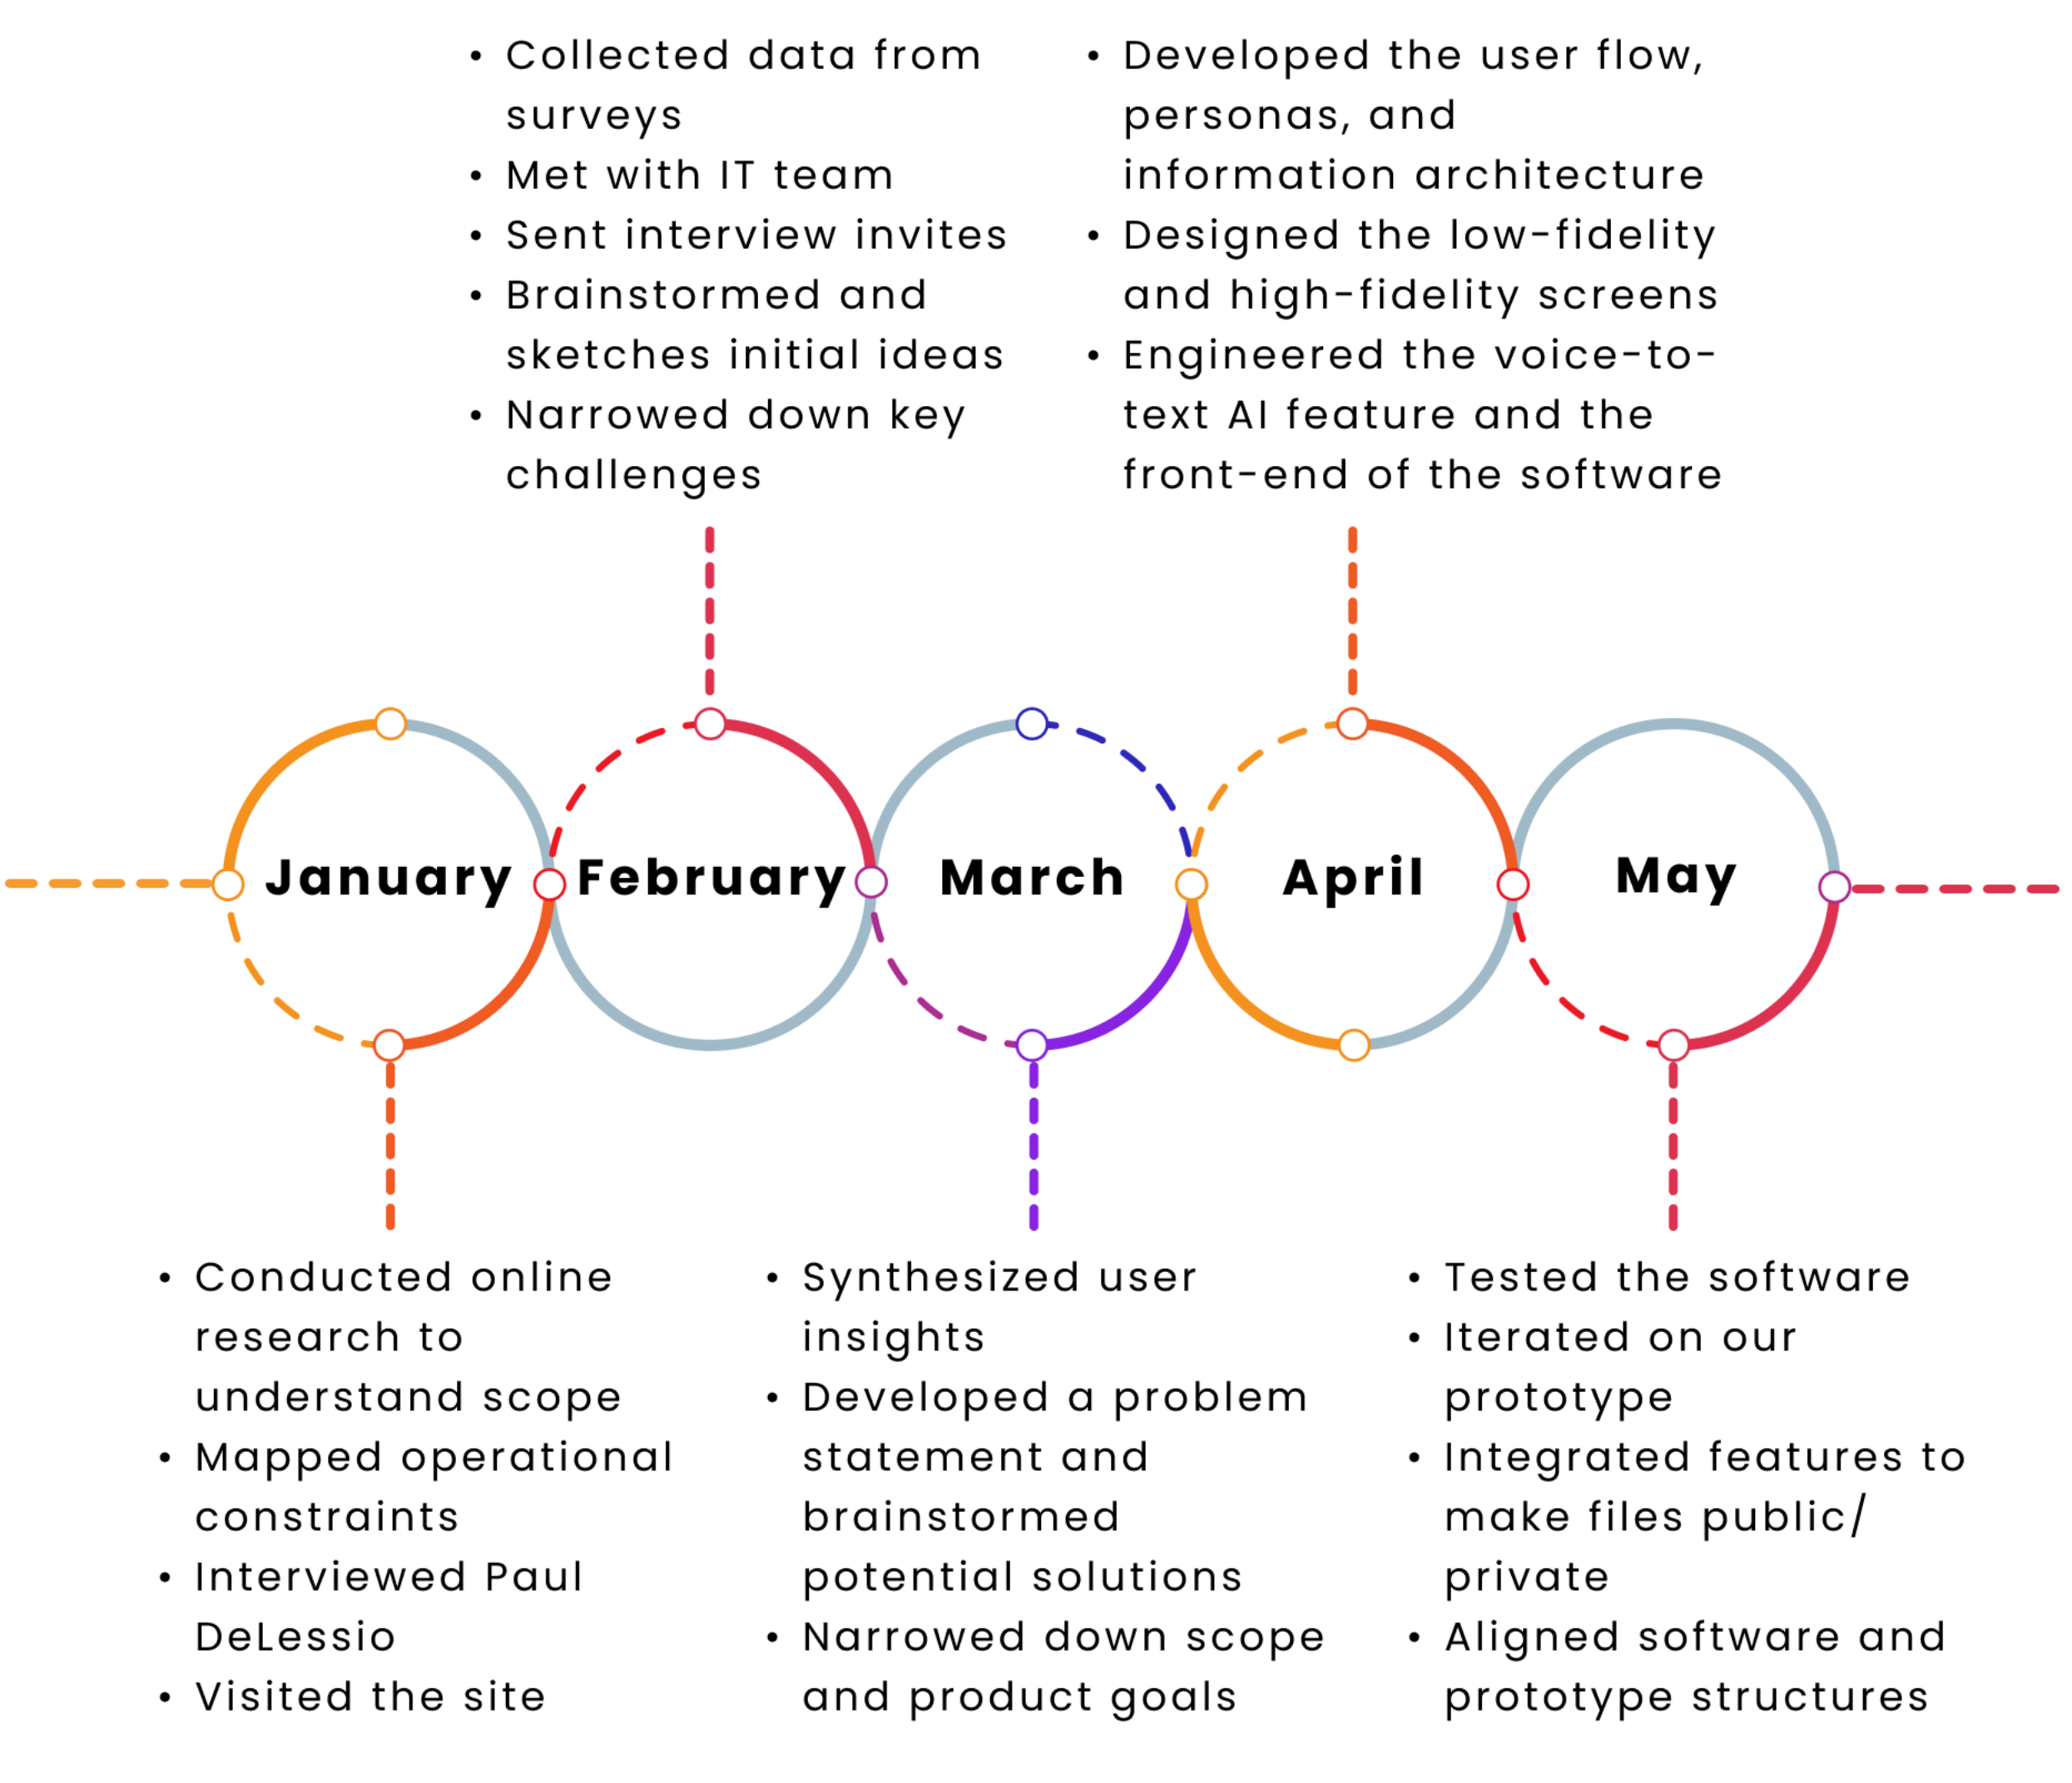 • Collected data from
surveys
• Met with IT team
• Sent interview invites
• Brainstormed and
sketches initial ideas
• Narrowed down key
challenges
• Developed the user flow,
personas, and
information architecture
• Designed the low-fidelity
and high-fidelity screens
• Engineered the voice-to-
text AI feature and the
front-end of the software
January
February
March
April
May
• Conducted online
research to
understand scope
• Mapped operational
constraints
• Interviewed Paul
DeLessio
• Visited the site
• Synthesized user
insights
• Developed a problem
statement and
brainstormed
potential solutions
• Narrowed down scope
and product goals
• Tested the software
• Iterated on our
prototype
• Integrated features to
make files public/
private
• Aligned software and
prototype structures